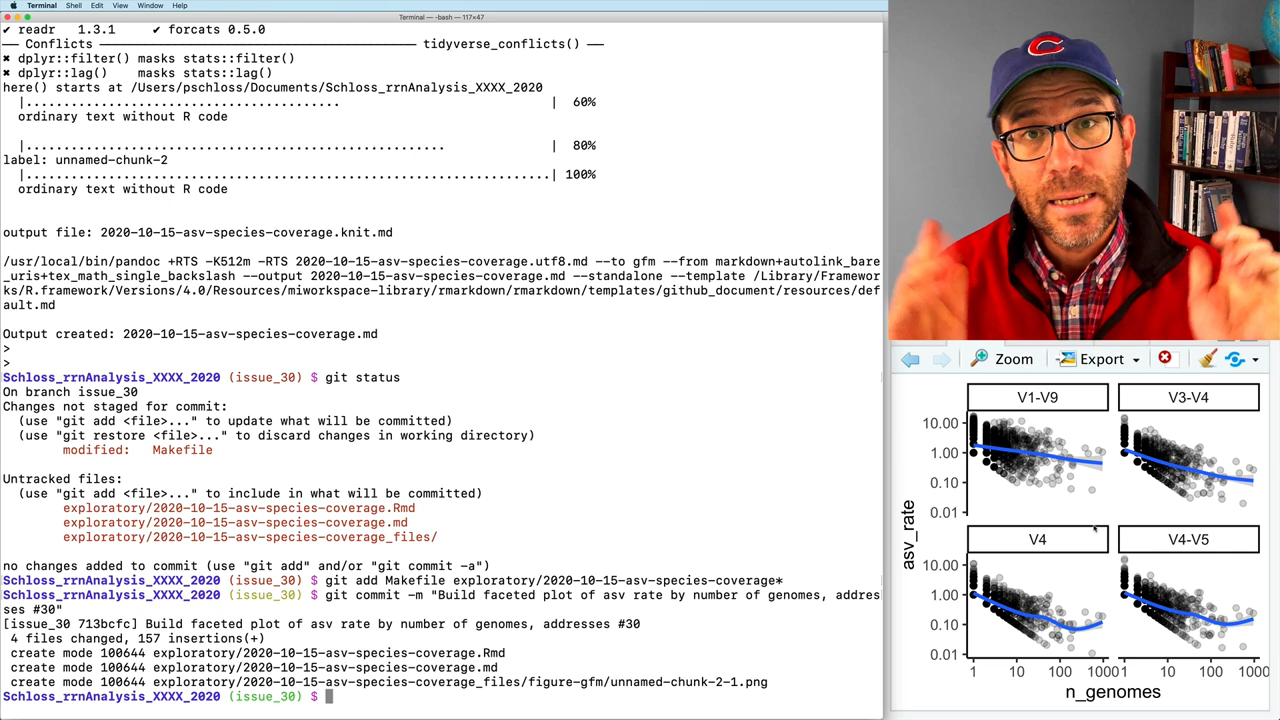 Terminal Shell Edit View Window Help
Terminal — -bash — 117×47
✔ readr 1.3.1 ✔ forcats 0.5.0
── Conflicts ──────────────────────────── tidyverse_conflicts() ──
✖ dplyr::filter() masks stats::filter()
✖ dplyr::lag() masks stats::lag()
here() starts at /Users/pschloss/Documents/Schloss_rrnAnalysis_XXXX_2020
|....................................... | 60%
ordinary text without R code
|.................................................... | 80%
label: unnamed-chunk-2
|.................................................................| 100%
ordinary text without R code
output file: 2020-10-15-asv-species-coverage.knit.md
/usr/local/bin/pandoc +RTS -K512m -RTS 2020-10-15-asv-species-coverage.utf8.md --to gfm --from markdown+autolink_bare
_uris+tex_math_single_backslash --output 2020-10-15-asv-species-coverage.md --standalone --template /Library/Framewor
ks/R.framework/Versions/4.0/Resources/miworkspace-library/rmarkdown/rmarkdown/templates/github_document/resources/def
ault.md
Output created: 2020-10-15-asv-species-coverage.md
>
>
Schloss_rrnAnalysis_XXXX_2020 (issue_30) $ git status
On branch issue_30
Changes not staged for commit:
(use "git add <file>..." to update what will be committed)
(use "git restore <file>..." to discard changes in working directory)
modified: Makefile
Untracked files:
(use "git add <file>..." to include in what will be committed)
exploratory/2020-10-15-asv-species-coverage.Rmd
exploratory/2020-10-15-asv-species-coverage.md
exploratory/2020-10-15-asv-species-coverage_files/
no changes added to commit (use "git add" and/or "git commit -a")
Schloss_rrnAnalysis_XXXX_2020 (issue_30) $ git add Makefile exploratory/2020-10-15-asv-species-coverage*
Schloss_rrnAnalysis_XXXX_2020 (issue_30) $ git commit -m "Build faceted plot of asv rate by number of genomes, addres
ses #30"
[issue_30 713bcfc] Build faceted plot of asv rate by number of genomes, addresses #30
4 files changed, 157 insertions(+)
create mode 100644 exploratory/2020-10-15-asv-species-coverage.Rmd
create mode 100644 exploratory/2020-10-15-asv-species-coverage.md
create mode 100644 exploratory/2020-10-15-asv-species-coverage_files/figure-gfm/unnamed-chunk-2-1.png
Schloss_rrnAnalysis_XXXX_2020 (issue_30) $
C
Zoom Export
V1-V9 V3-V4
10.00
1.00
0.10
0.01
V4 V4-V5
10.00
1.00
0.10
0.01
1 10 100 1000 1 10 100 1000
asv_rate
n_genomes